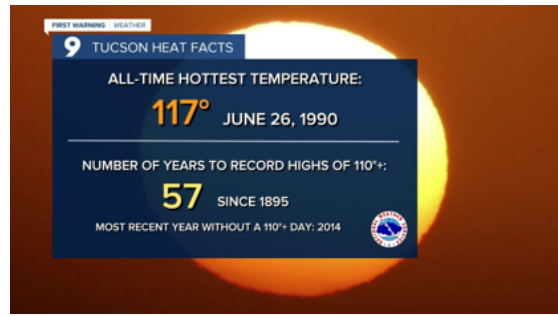 FIRST WARNING WEATHER
9 TUCSON HEAT FACTS
ALL-TIME HOTTEST TEMPERATURE:
117° JUNE 26, 1990
NUMBER OF YEARS TO RECORD HIGHS OF 110°+:
57 SINCE 1895
MOST RECENT YEAR WITHOUT A 110°+ DAY: 2014